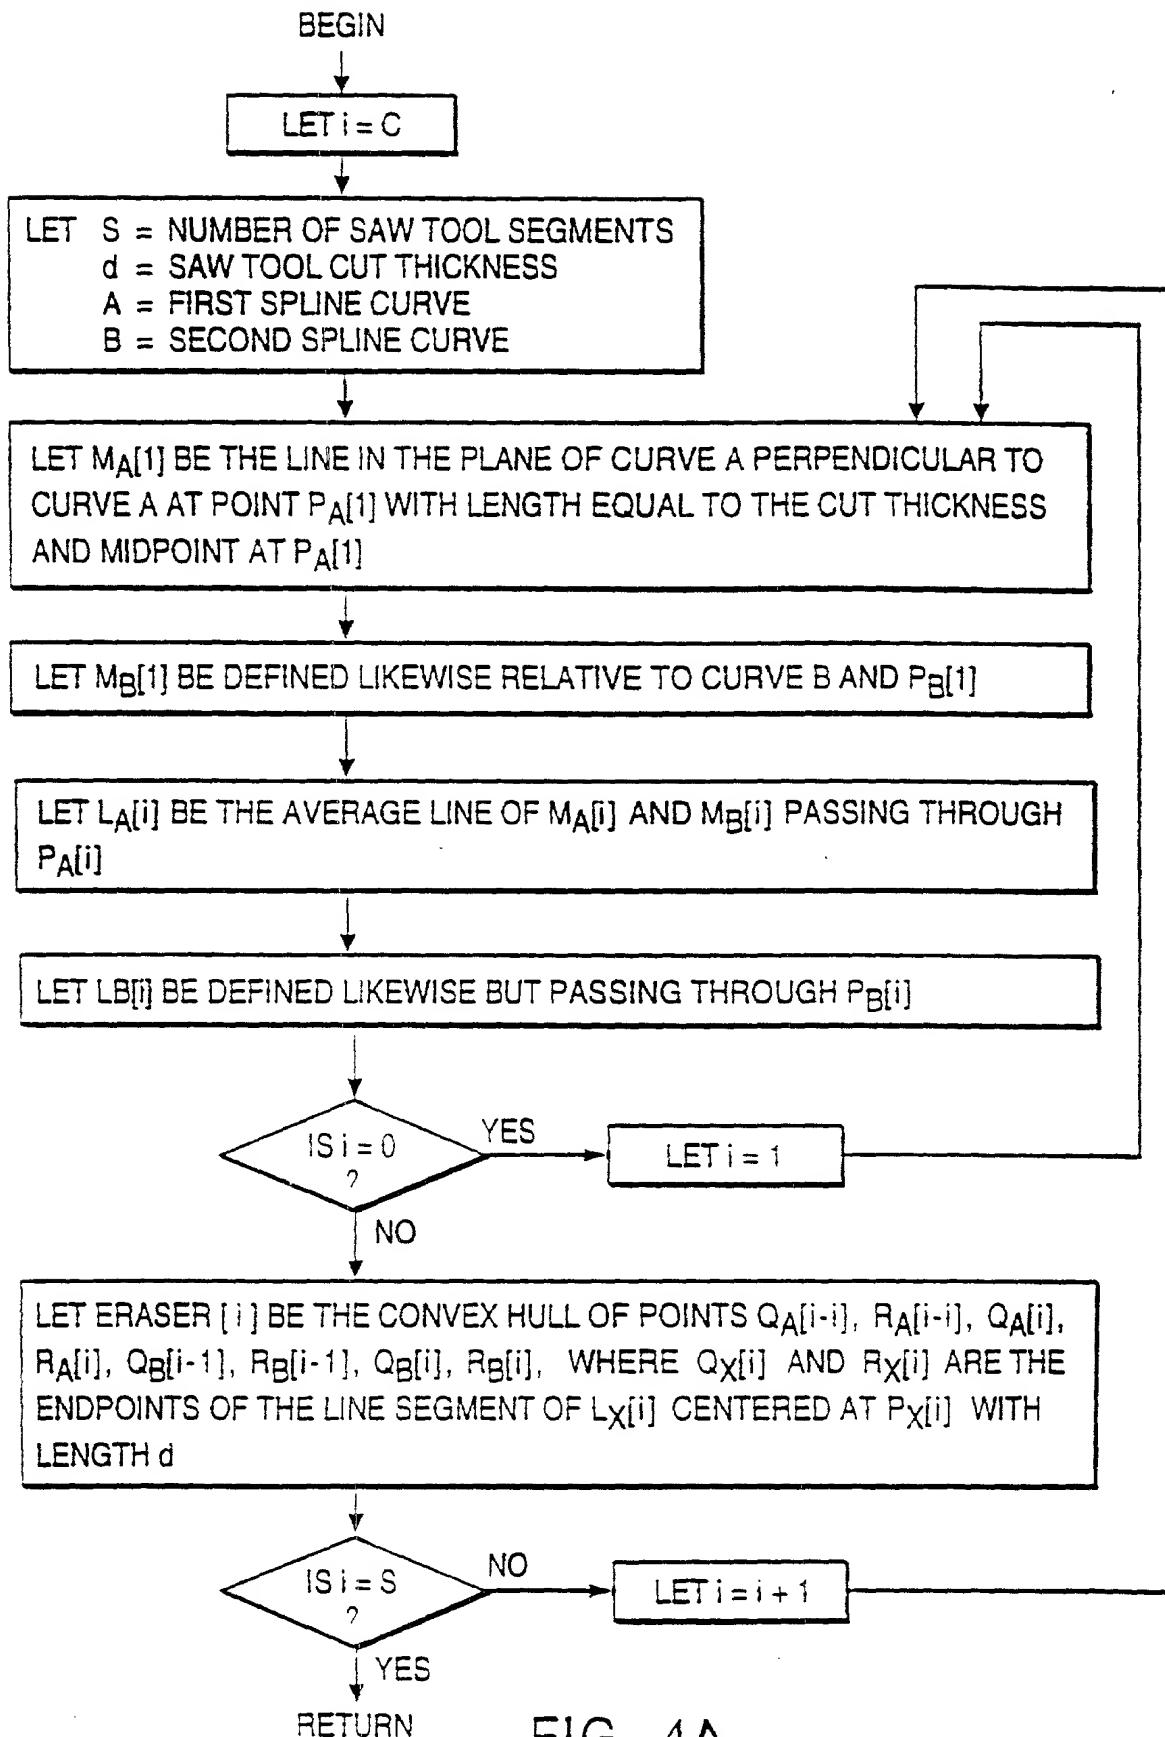 BEGIN
LET i = C
LET S = NUMBER OF SAW TOOL SEGMENTS
d = SAW TOOL CUT THICKNESS
A = FIRST SPLINE CURVE
B = SECOND SPLINE CURVE
LET MA[1] BE THE LINE IN THE PLANE OF CURVE A PERPENDICULAR TO
CURVE A AT POINT PA[1] WITH LENGTH EQUAL TO THE CUT THICKNESS
AND MIDPOINT AT PA[1]
LET MB[1] BE DEFINED LIKEWISE RELATIVE TO CURVE B AND PB[1]
LET LA[i] BE THE AVERAGE LINE OF MA[i] AND MB[i] PASSING THROUGH
PA[i]
LET LB[i] BE DEFINED LIKEWISE BUT PASSING THROUGH PB[i]
IS i = 0
?
YES
LET i = 1
NO
LET ERASER [ i ] BE THE CONVEX HULL OF POINTS QA[i-i], RA[i-i], QA[i],
RA[i], QB[i-1], RB[i-1], QB[i], RB[i], WHERE QX[i] AND RX[i] ARE THE
ENDPOINTS OF THE LINE SEGMENT OF LX[i] CENTERED AT PX[i] WITH
LENGTH d
IS i = S
?
NO
LET i = i + 1
YES
RETURN
FIG. 4A